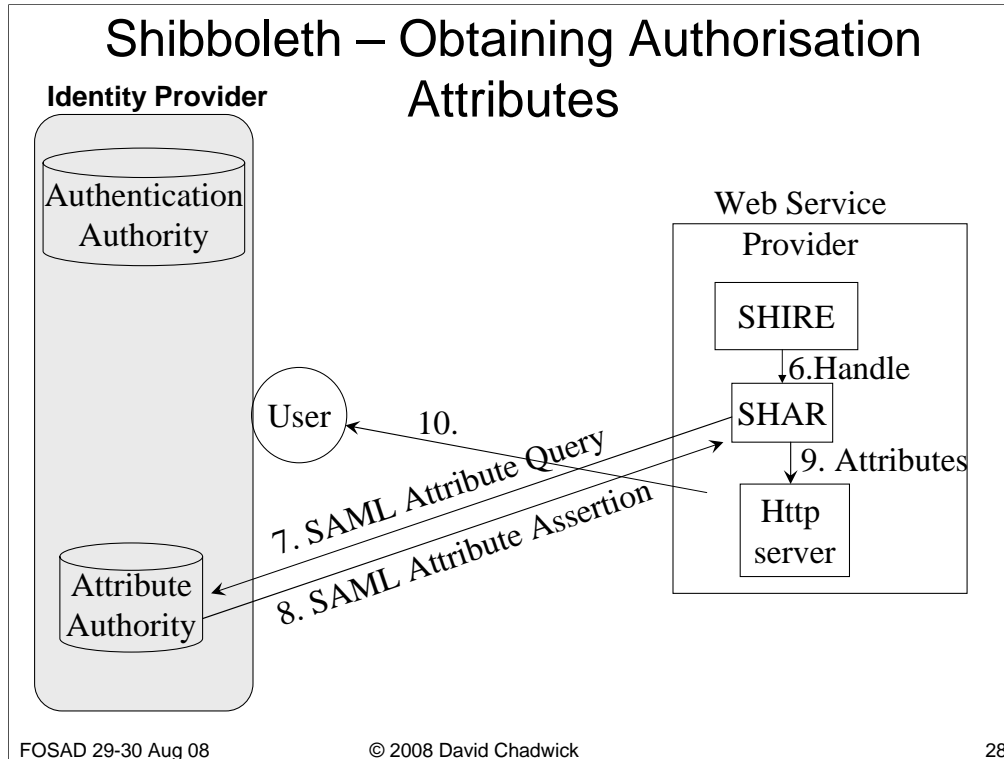 Shibboleth – Obtaining Authorisation
Attributes
Identity Provider
Authentication
Authority
Web Service
Provider
SHIRE
6.Handle
User
10.
SHAR
9. Attributes
7. SAML Attribute Query
8. SAML Attribute Assertion
Http
server
Attribute
Authority
FOSAD 29-30 Aug 08
© 2008 David Chadwick
28